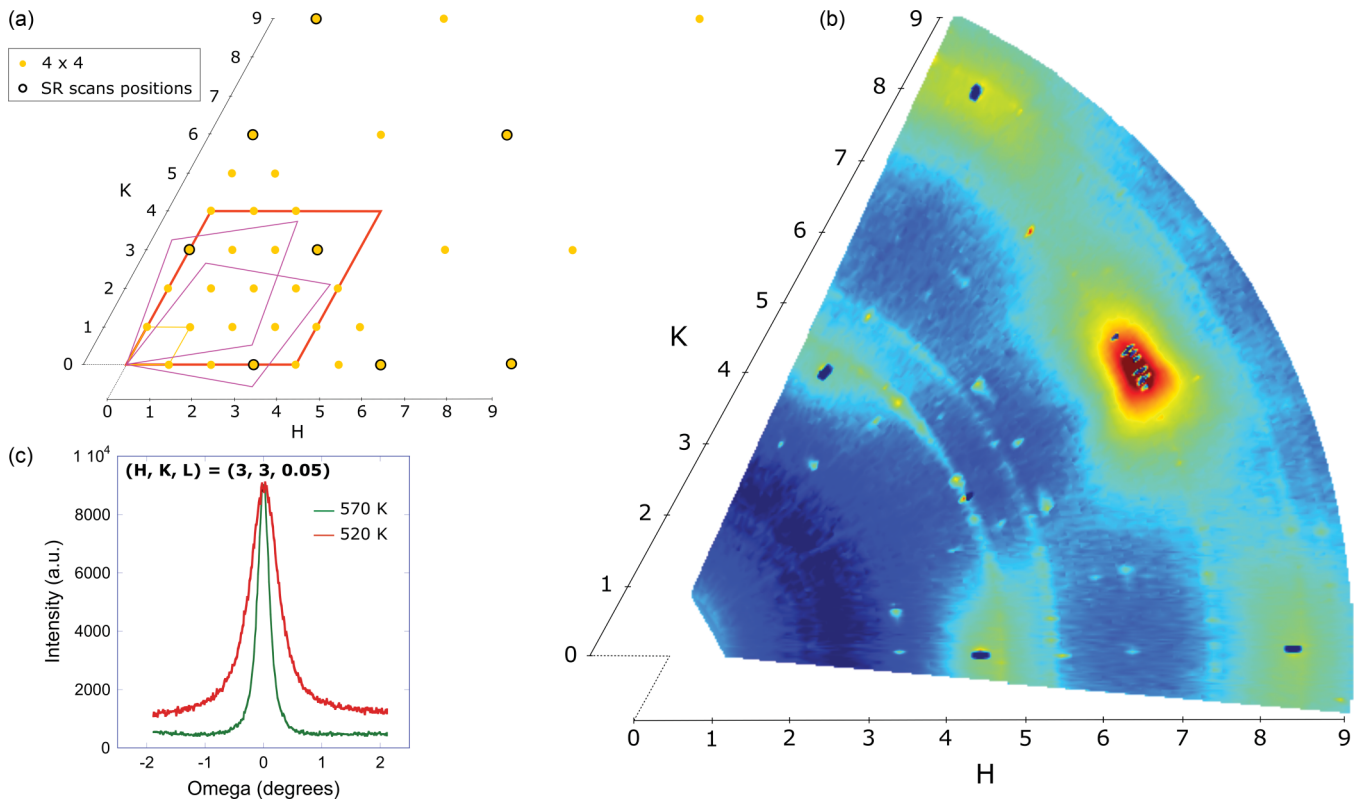 (a)
4 x 4
SR scans positions
9
8
7
6
5
4
3
2
1
0
K
0 1 2 3 4 5 6 7 8 9
H
(b)
9
8
7
6
5
4
3
2
1
0
K
0 1 2 3 4 5 6 7 8 9
H
(c)
(H, K, L) = (3, 3, 0.05)
570 K
520 K
1 10⁴
8000
6000
4000
2000
0
Intensity (a.u.)
-2 -1 0 1 2
Omega (degrees)